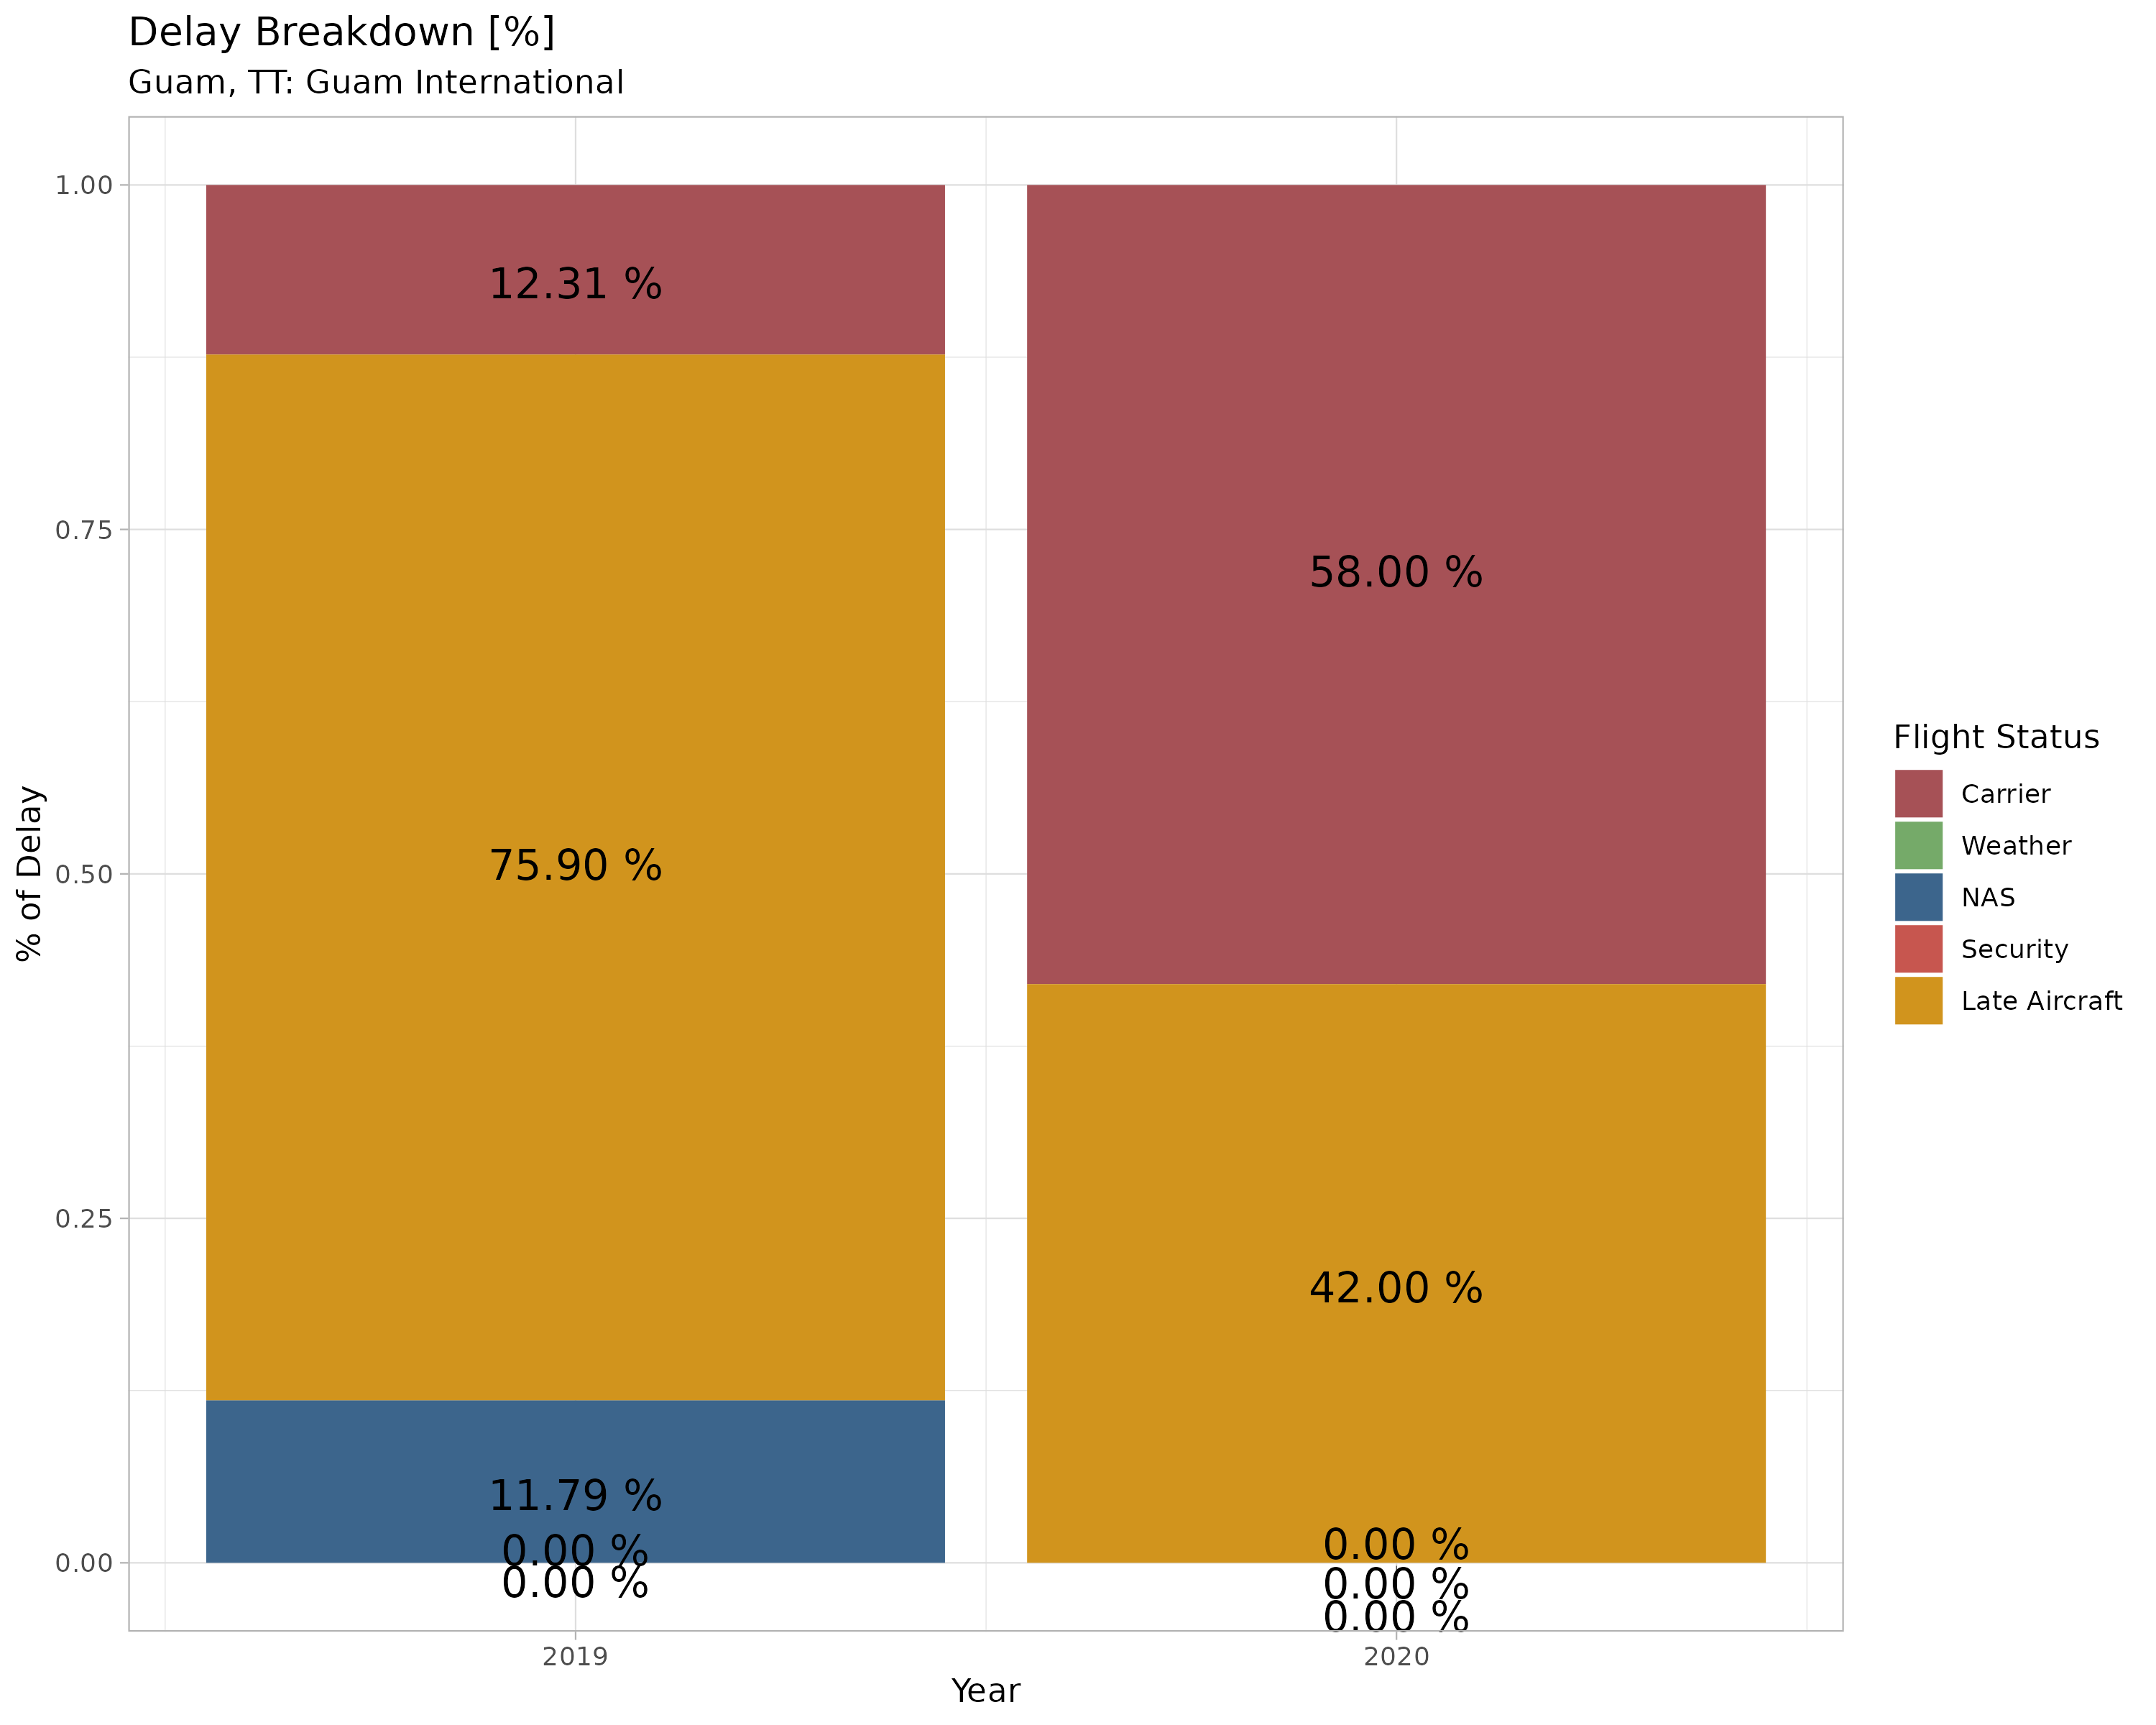 Delay Breakdown [%]
Guam, TT: Guam International
% of Delay
1.00
0.75
0.50
0.25
0.00
12.31 %
75.90 %
11.79 %
0.00 %
0.00 %
58.00 %
42.00 %
0.00 %
0.00 %
0.00 %
2019
2020
Year
Flight Status
Carrier
Weather
NAS
Security
Late Aircraft